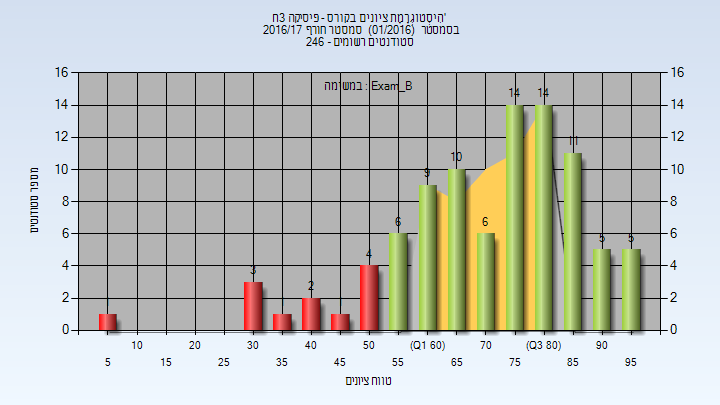 היסטוגרמת ציונים בקורס - פיסיקה 3ח'
בסמסטר (01/2016) סמסטר חורף 2016/17
סטודנטים רשומים - 246
במשימה : Exam_B
מספר סטודנטים
16 14 12 10 8 6 4 2 0
16 14 12 10 8 6 4 2 0
1 3 1 2 1 4 6 9 10 6 14 14 11 5 5
10 20 30 40 50 (Q1 60) 70 (Q3 80) 90
5 15 25 35 45 55 65 75 85 95
טווח ציונים